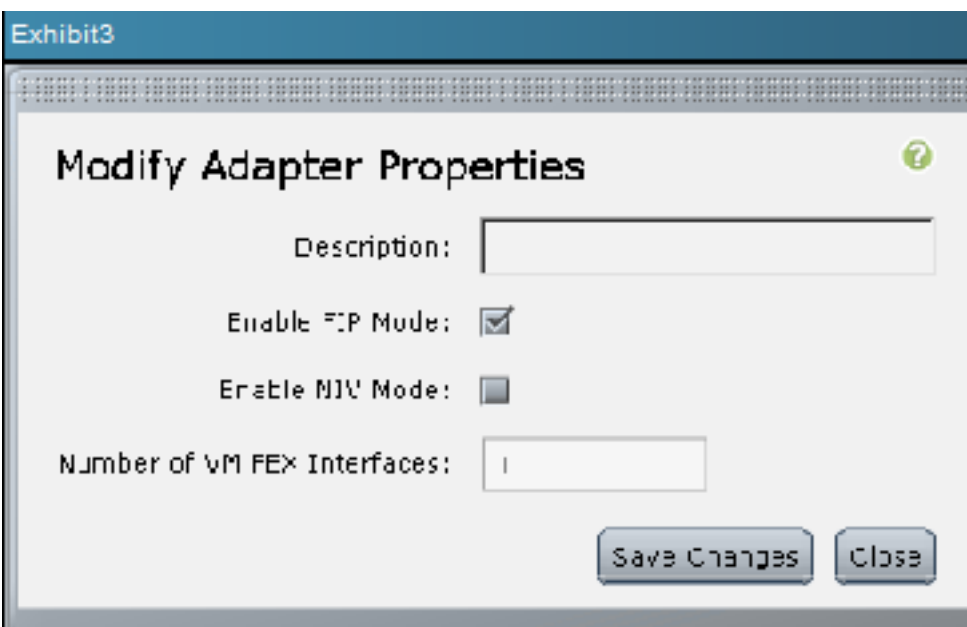 Exhibit3
Modify Adapter Properties
Description:
Enable FIP Mode:
Enable NIV Mode:
Number of VM FEX Interfaces:
Save Changes Close